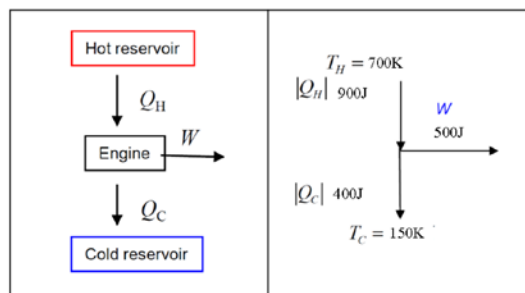 Hot reservoir
Q_H
Engine
W
Q_C
Cold reservoir
T_H = 700K
|Q_H| 900J
W
500J
|Q_C| 400J
T_C = 150K